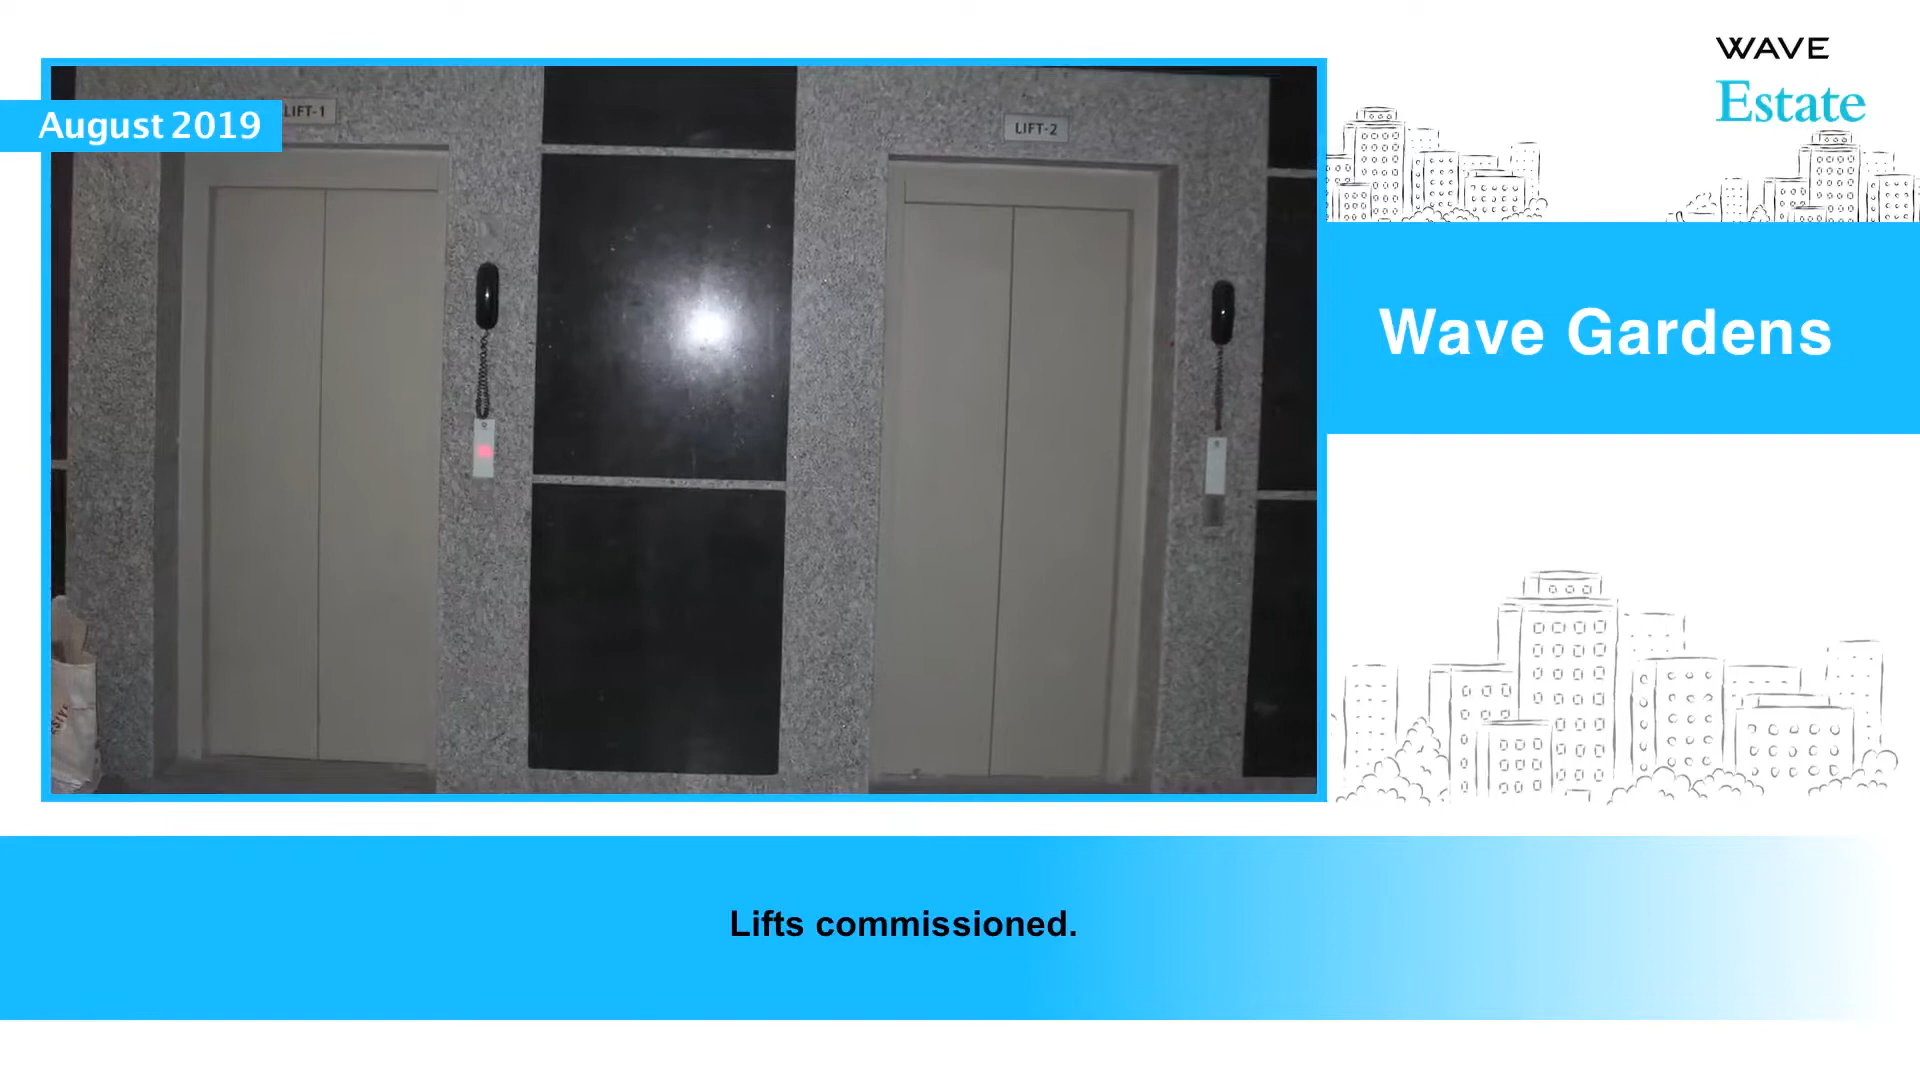 WAVE
Estate
August 2019
LIFT-1
LIFT-2
Wave Gardens
Lifts commissioned.